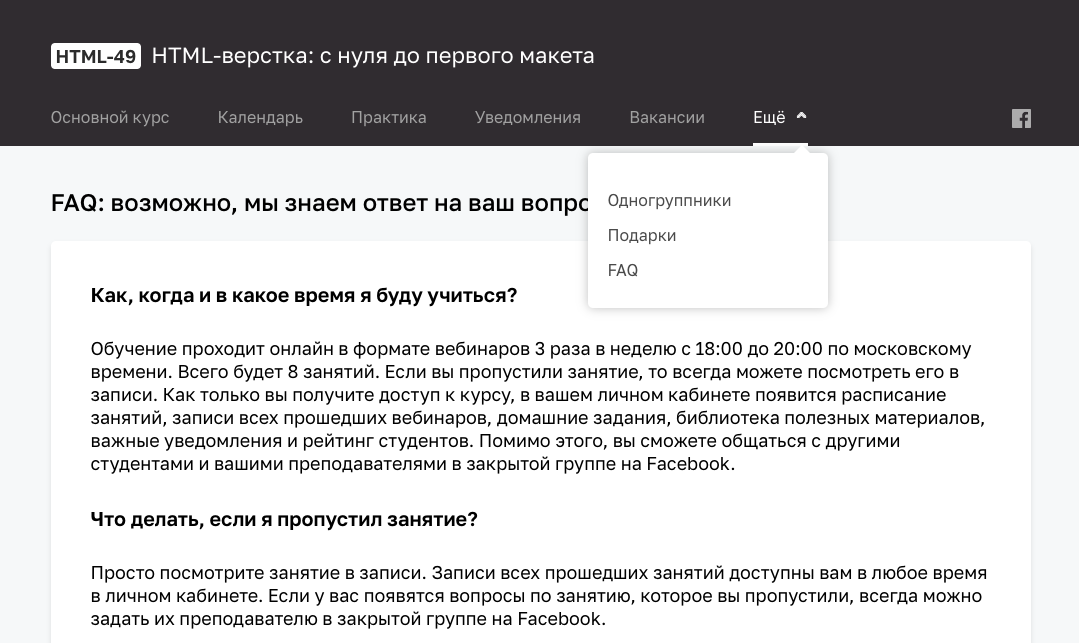 HTML-49 HTML-верстка: с нуля до первого макета
Основной курс Календарь Практика Уведомления Вакансии Ещё
FAQ: возможно, мы знаем ответ на ваш
Одногруппники
Подарки
FAQ
Как, когда и в какое время я буду учиться?
Обучение проходит онлайн в формате вебинаров 3 раза в неделю с 18:00 до 20:00 по московскому
времени. Всего будет 8 занятий. Если вы пропустили занятие, то всегда можете посмотреть его в
записи. Как только вы получите доступ к курсу, в вашем личном кабинете появится расписание
занятий, записи всех прошедших вебинаров, домашние задания, библиотека полезных материалов,
важные уведомления и рейтинг студентов. Помимо этого, вы сможете общаться с другими
студентами и вашими преподавателями в закрытой группе на Facebook.
Что делать, если я пропустил занятие?
Просто посмотрите занятие в записи. Записи всех прошедших занятий доступны вам в любое время
в личном кабинете. Если у вас появятся вопросы по занятию, которое вы пропустили, всегда можно
задать их преподавателю в закрытой группе на Facebook.